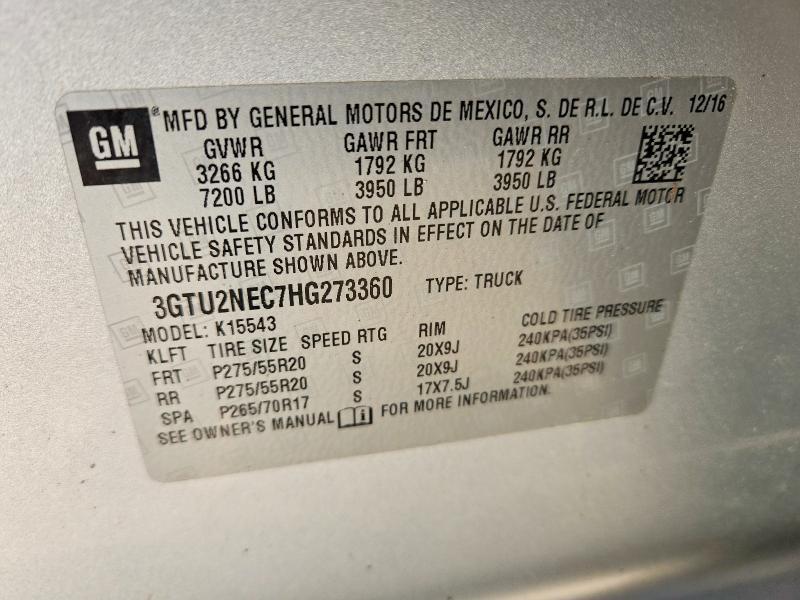 GM
® MFD BY GENERAL MOTORS DE MEXICO, S. DE R.L. DE C.V. 12/16
GVWR GAWR FRT GAWR RR
3266 KG 1792 KG 1792 KG
7200 LB 3950 LB 3950 LB
THIS VEHICLE CONFORMS TO ALL APPLICABLE U.S. FEDERAL MOTOR
VEHICLE SAFETY STANDARDS IN EFFECT ON THE DATE OF
MANUFACTURE SHOWN ABOVE.
3GTU2NEC7HG273360 TYPE: TRUCK
MODEL: K15543
KLFT TIRE SIZE SPEED RTG RIM COLD TIRE PRESSURE
FRT P275/55R20 S 20X9J 240KPA(35PSI)
RR P275/55R20 S 20X9J 240KPA(35PSI)
SPA P265/70R17 S 17X7.5J 240KPA(35PSI)
SEE OWNER'S MANUAL FOR MORE INFORMATION.